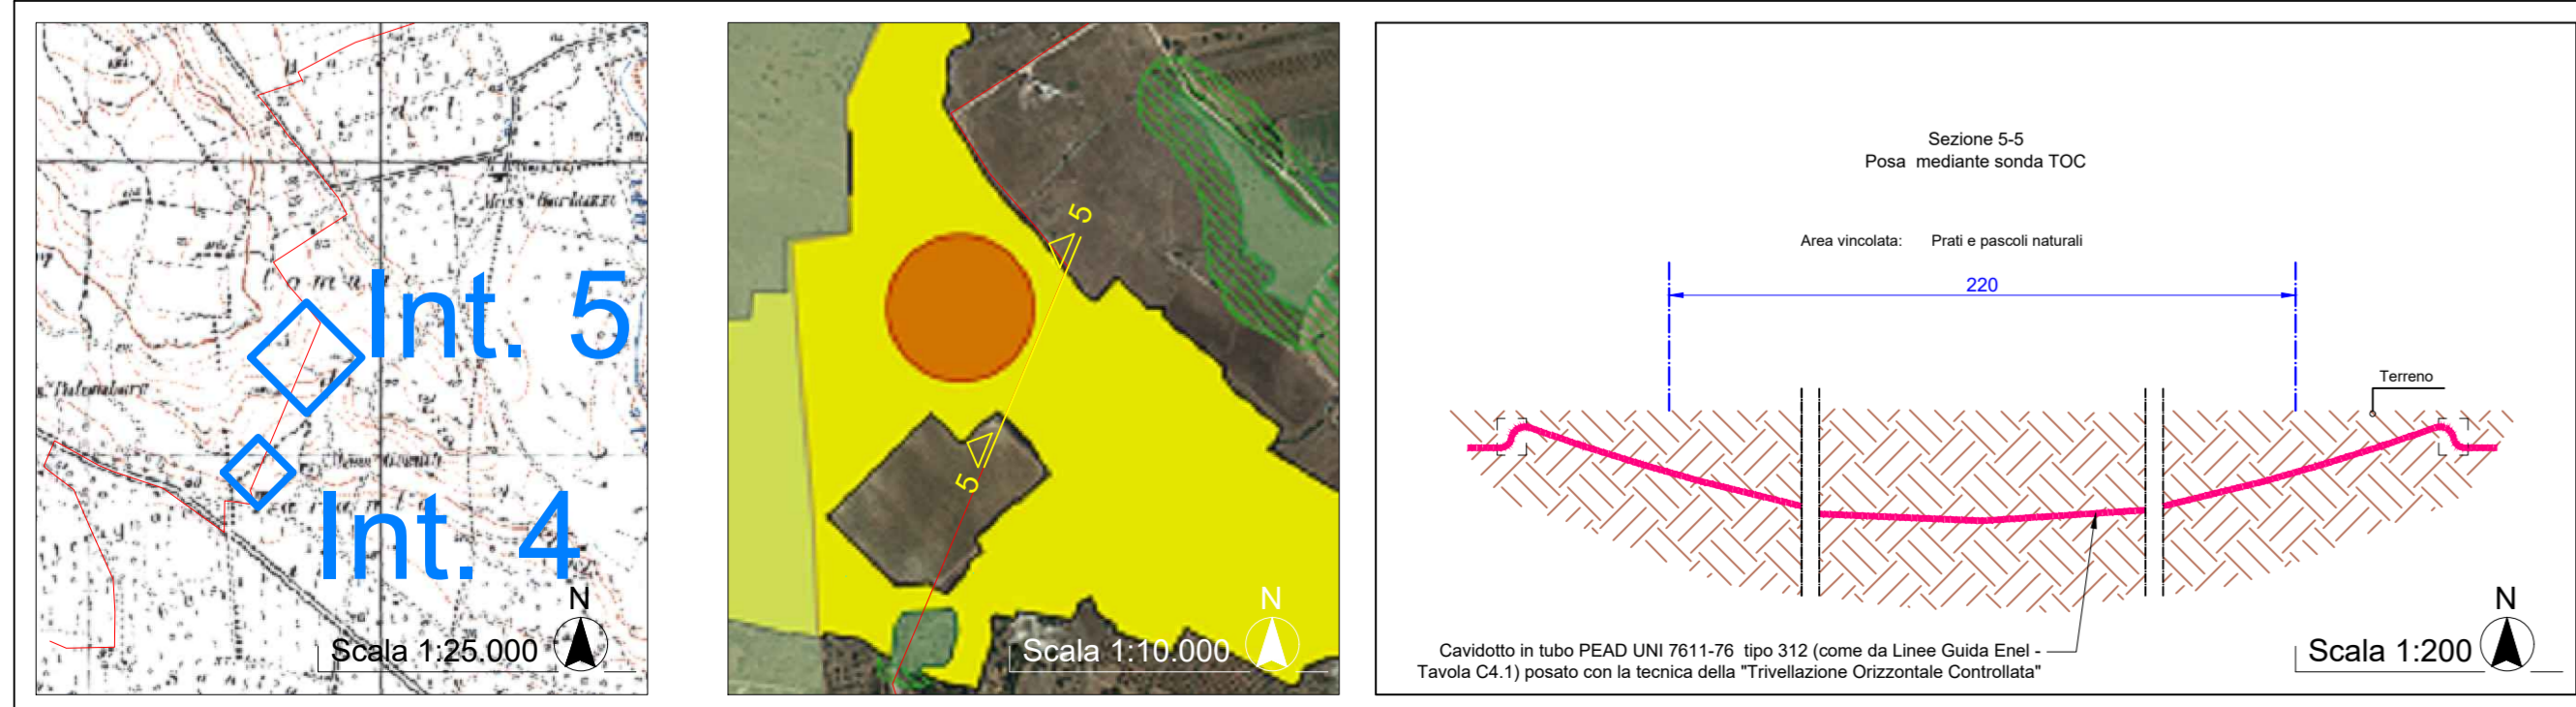 Int. 5
Int. 4
N
Scala 1:25.000
5
5
N
Scala 1:10.000
Sezione 5-5
Posa mediante sonda TOC
Area vincolata: Prati e pascoli naturali
220
Terreno
Cavidotto in tubo PEAD UNI 7611-76 tipo 312 (come da Linee Guida Enel -
Tavola C4.1) posato con la tecnica della "Trivellazione Orizzontale Controllata"
N
Scala 1:200